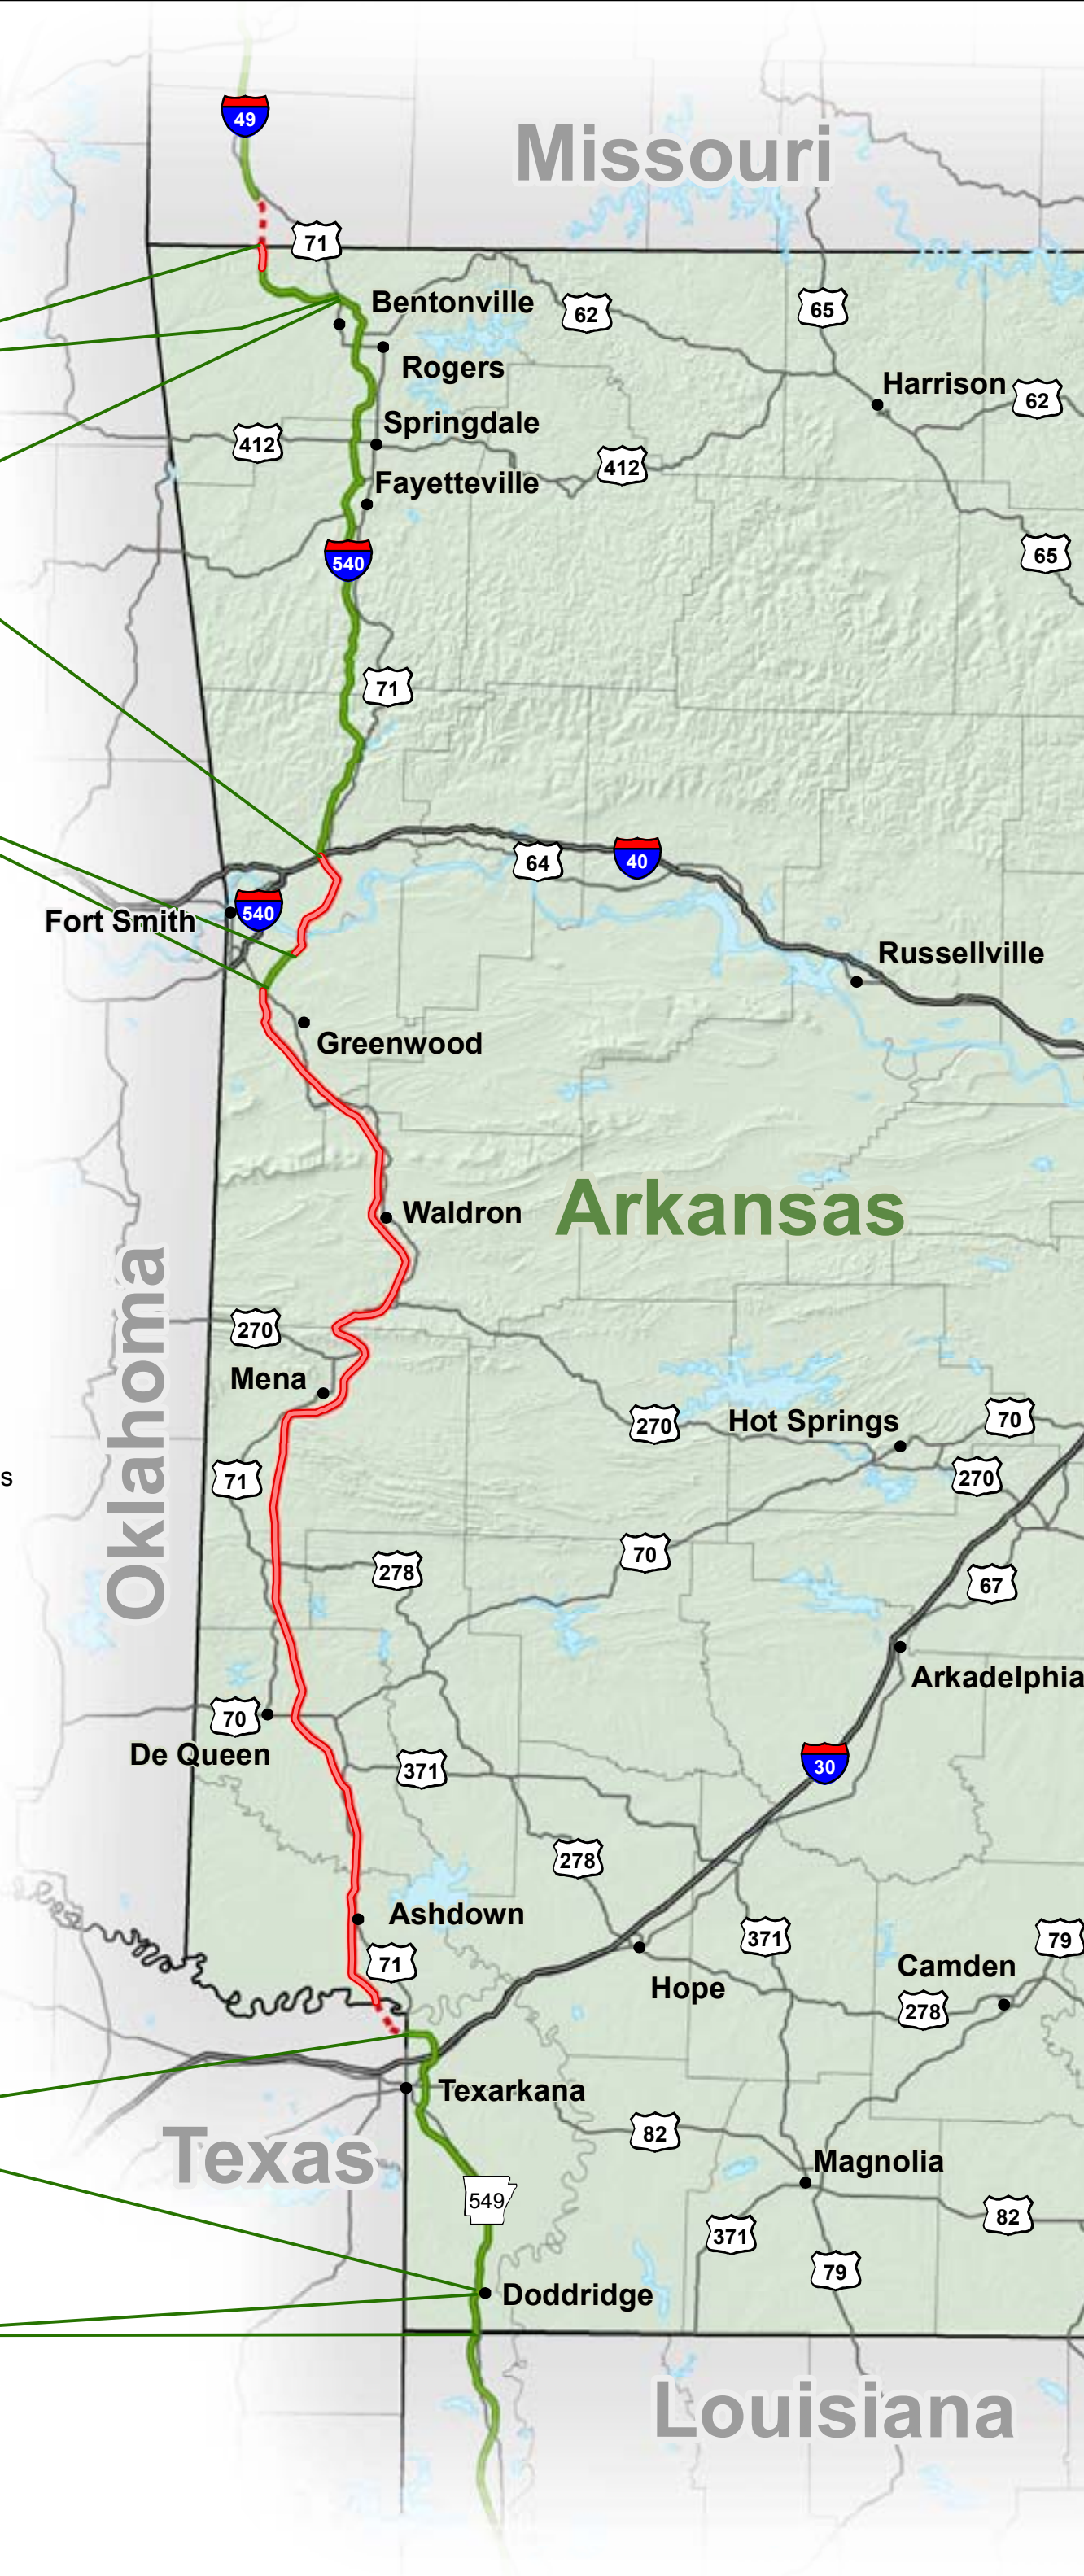 49
Missouri
71
Bentonville
62
65
Rogers
Harrison
62
Springdale
412
412
Fayetteville
65
540
71
64
40
540
Fort Smith
Russellville
Greenwood
Waldron
Arkansas
Oklahoma
270
Mena
270
Hot Springs
70
s
71
270
70
278
67
Arkadelphia
70
De Queen
371
30
278
Ashdown
371
79
71
Camden
Hope
278
Texarkana
82
Texas
Magnolia
549
82
371
79
Doddridge
Louisiana